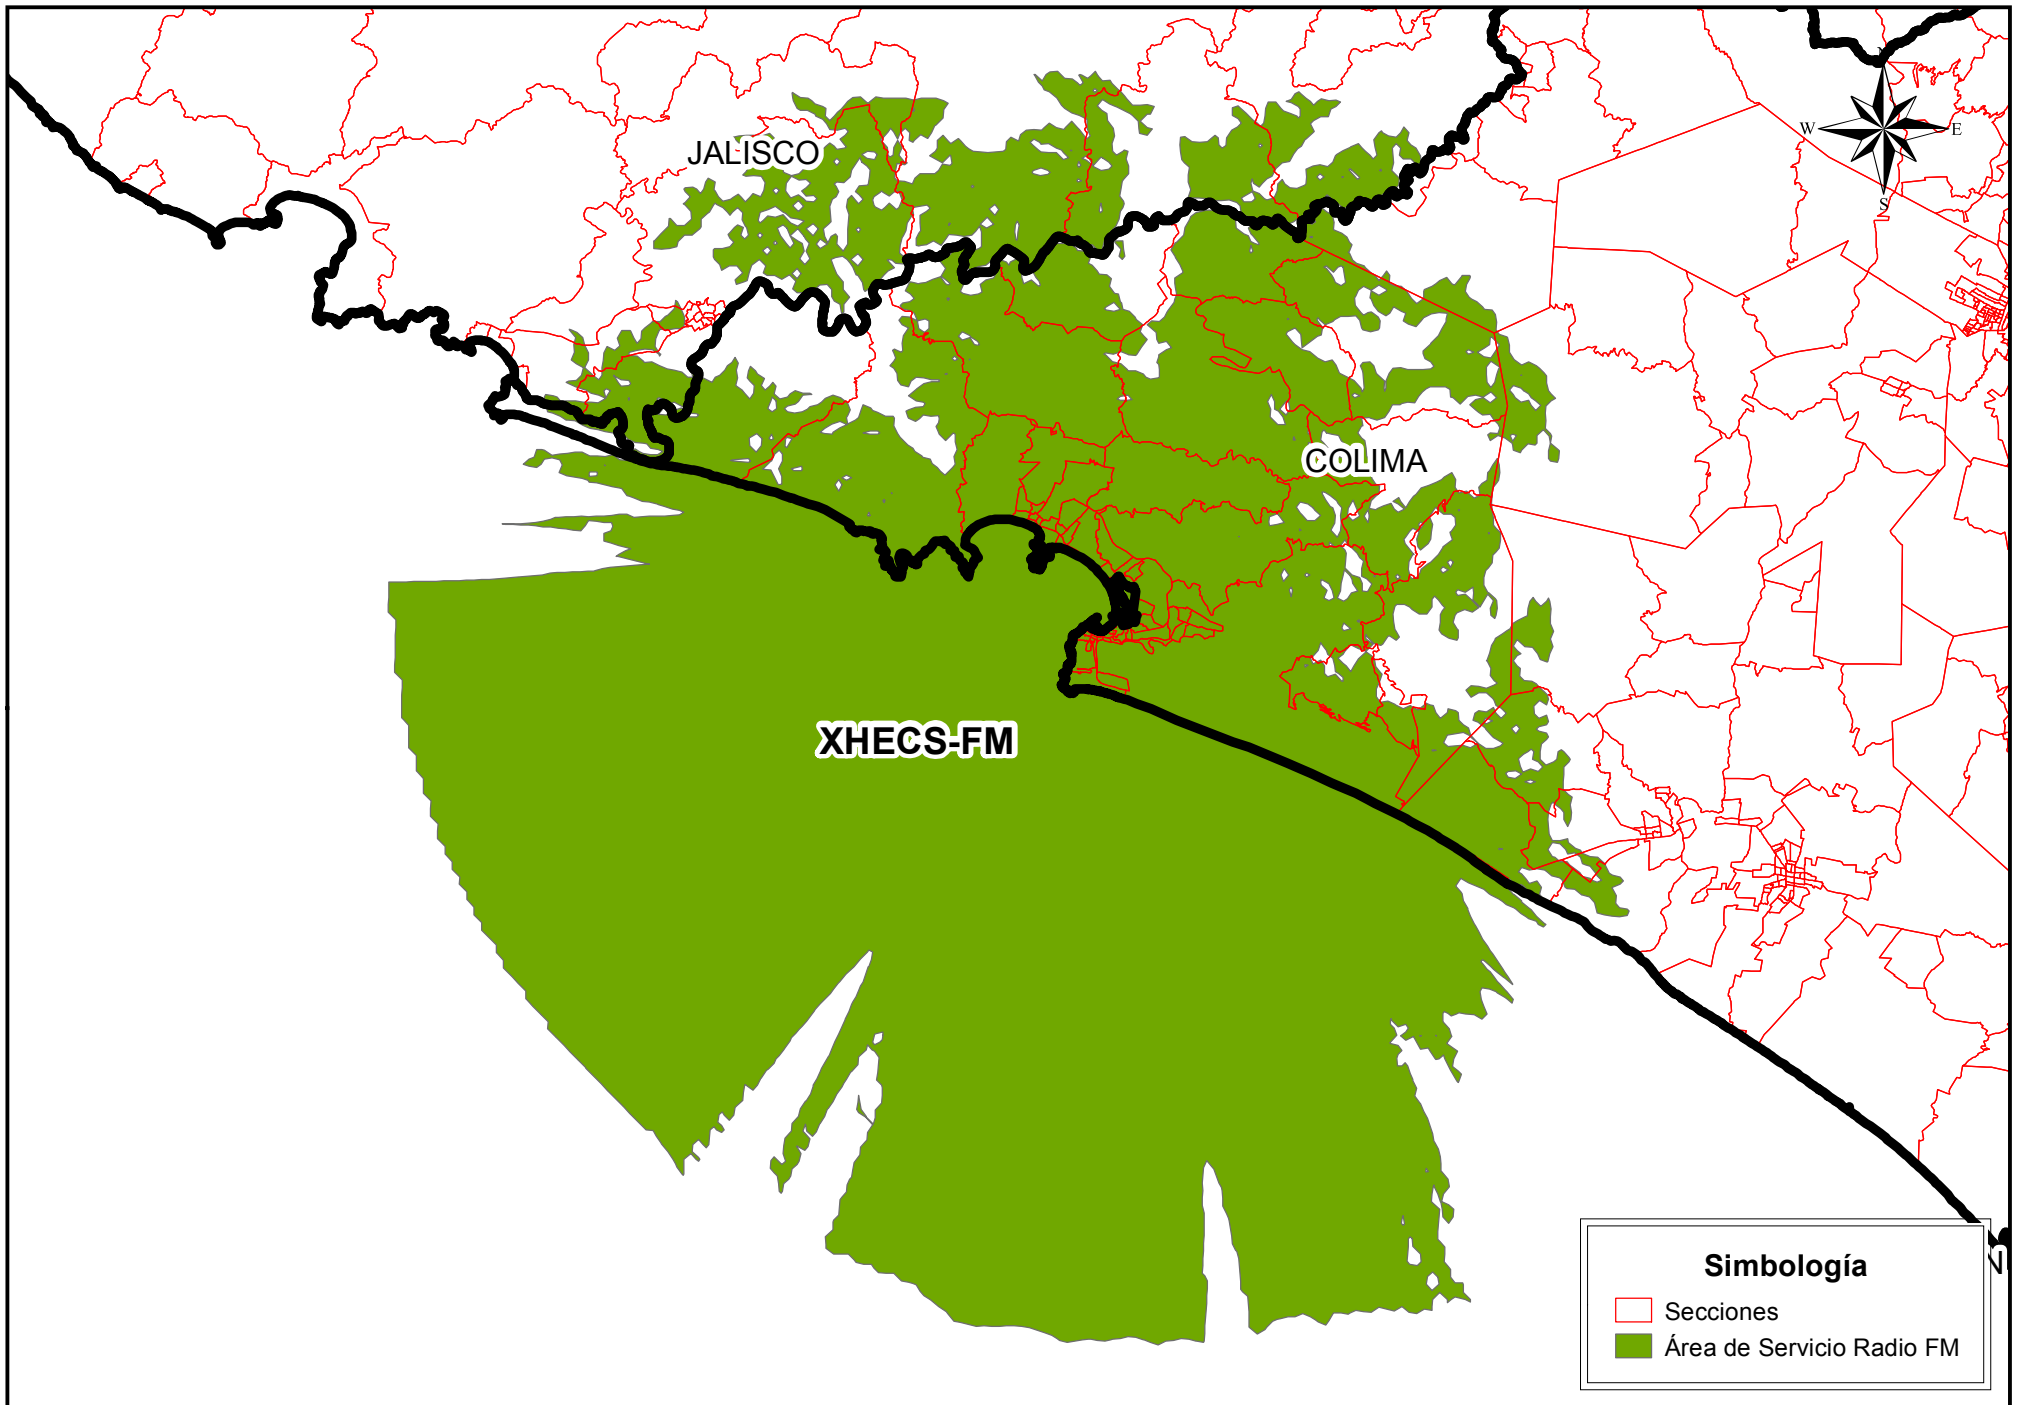 N
W
E
S
JALISCO
COLIMA
XHECS-FM
Simbología
Secciones
Área de Servicio Radio FM